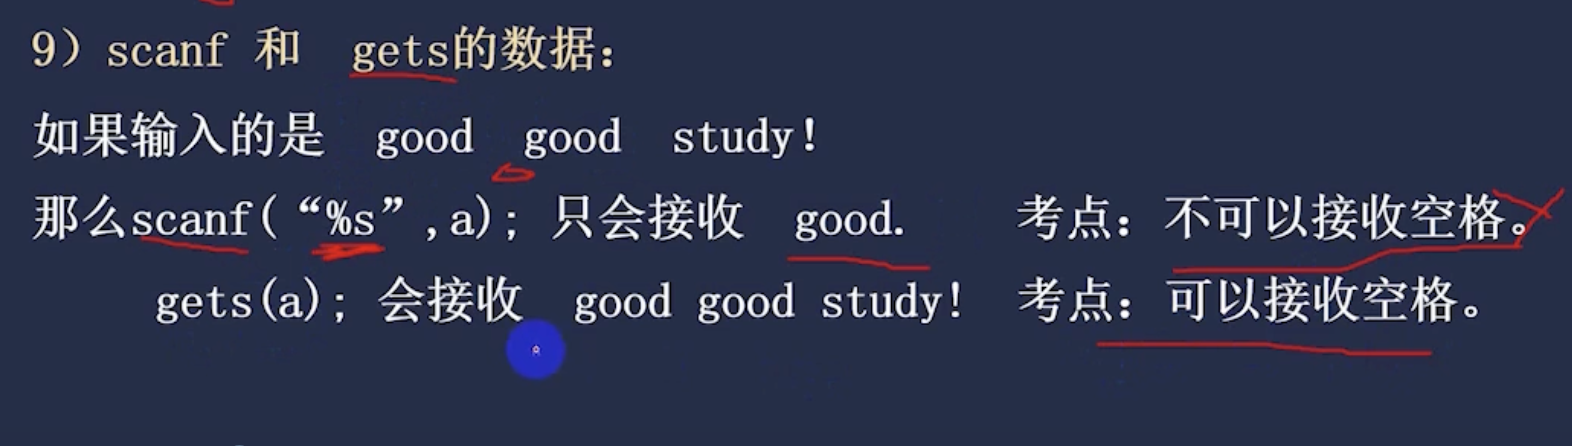 9）scanf 和 gets的数据：
如果输入的是 good good study!
那么scanf(“%s”,a); 只会接收 good. 考点：不可以接收空格。
gets(a); 会接收 good good study! 考点：可以接收空格。